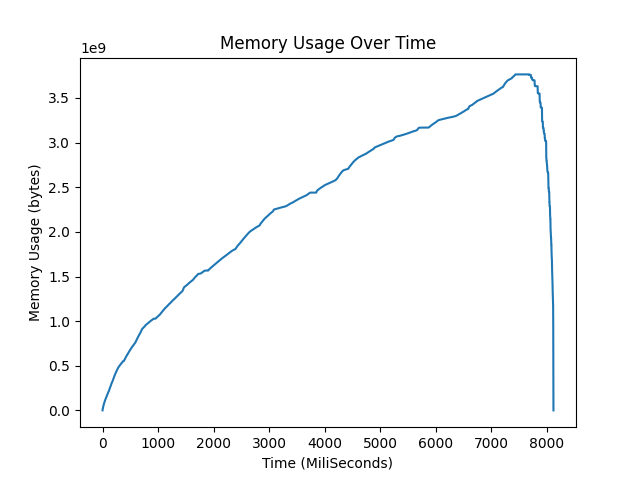 Memory Usage Over Time
1e9
3.5
3.0
2.5
2.0
1.5
1.0
0.5
0.0
Memory Usage (bytes)
0 1000 2000 3000 4000 5000 6000 7000 8000
Time (MiliSeconds)